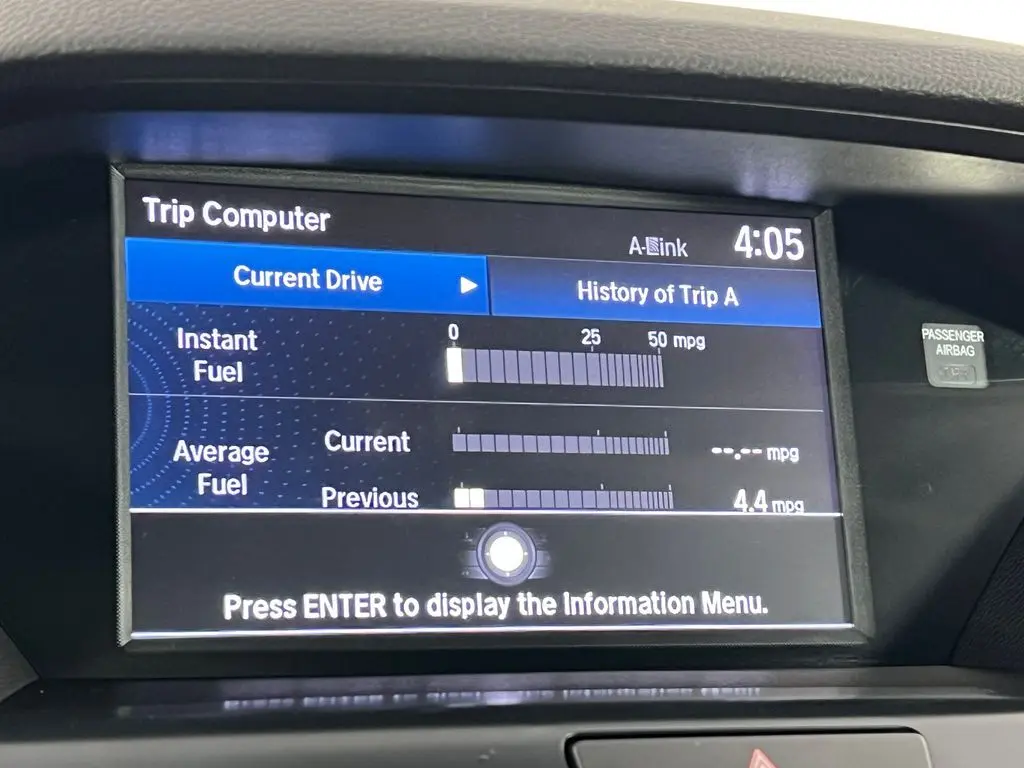 Trip Computer
A-Link
4:05
Current Drive
History of Trip A
Instant
Fuel
0
25
50 mpg
PASSENGER
AIRBAG
Average
Fuel
Current
--.-- mpg
Previous
4.4 mpg
Press ENTER to display the Information Menu.